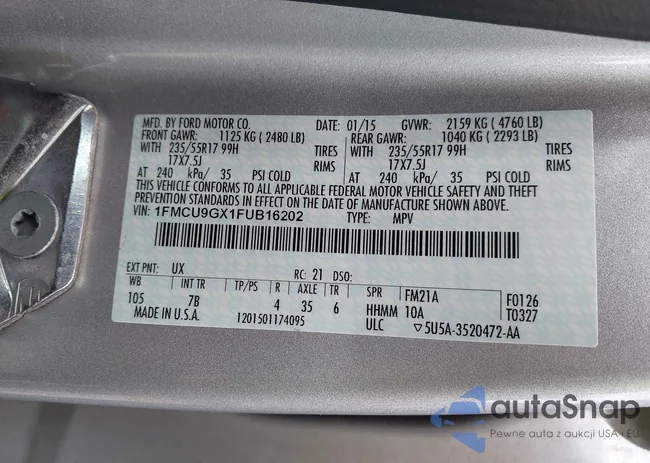 MFD. BY FORD MOTOR CO. DATE: 01/15 GVWR: 2159 KG ( 4760 LB)
FRONT GAWR: 1125 KG ( 2480 LB) REAR GAWR: 1040 KG ( 2293 LB)
WITH 235/55R17 99H TIRES WITH 235/55R17 99H TIRES
17X7.5J RIMS 17X7.5J RIMS
AT 240 kPa/ 35 PSI COLD AT 240 kPa/ 35 PSI COLD
THIS VEHICLE CONFORMS TO ALL APPLICABLE FEDERAL MOTOR VEHICLE SAFETY AND THEFT
PREVENTION STANDARDS IN EFFECT ON THE DATE OF MANUFACTURE SHOWN ABOVE.
VIN: 1FMCU9GX1FUB16202 TYPE: MPV
EXT PNT: UX RC: 21 DSO:
WB INT TR TP/PS R AXLE TR SPR FM21A F0126
105 7B 4 35 6 HHMM 10A T0327
MADE IN U.S.A. 1201501174095 ULC ▽5U5A-3520472-AA
autaSnap
Pewne auta z aukcji USA i EU